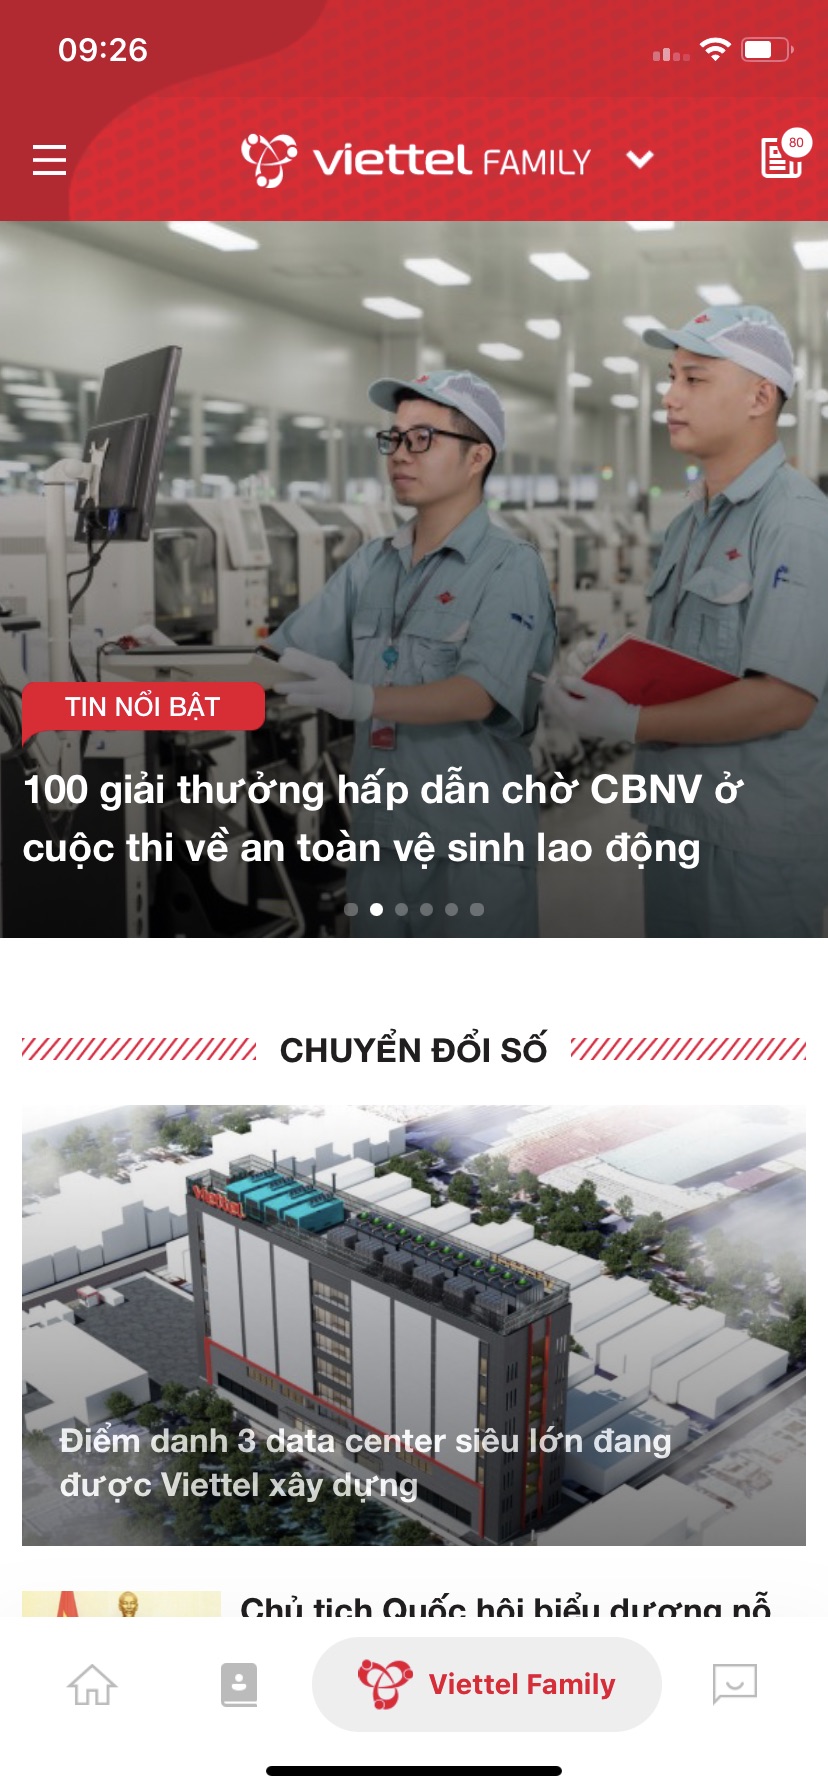 09:26
viettel FAMILY
80
TIN NỔI BẬT
100 giải thưởng hấp dẫn chờ CBNV ở
cuộc thi về an toàn vệ sinh lao động
CHUYỂN ĐỔI SỐ
viettel
Điểm danh 3 data center siêu lớn đang
được Viettel xây dựng
Chủ tịch Quốc hội biểu dương nỗ
Viettel Family